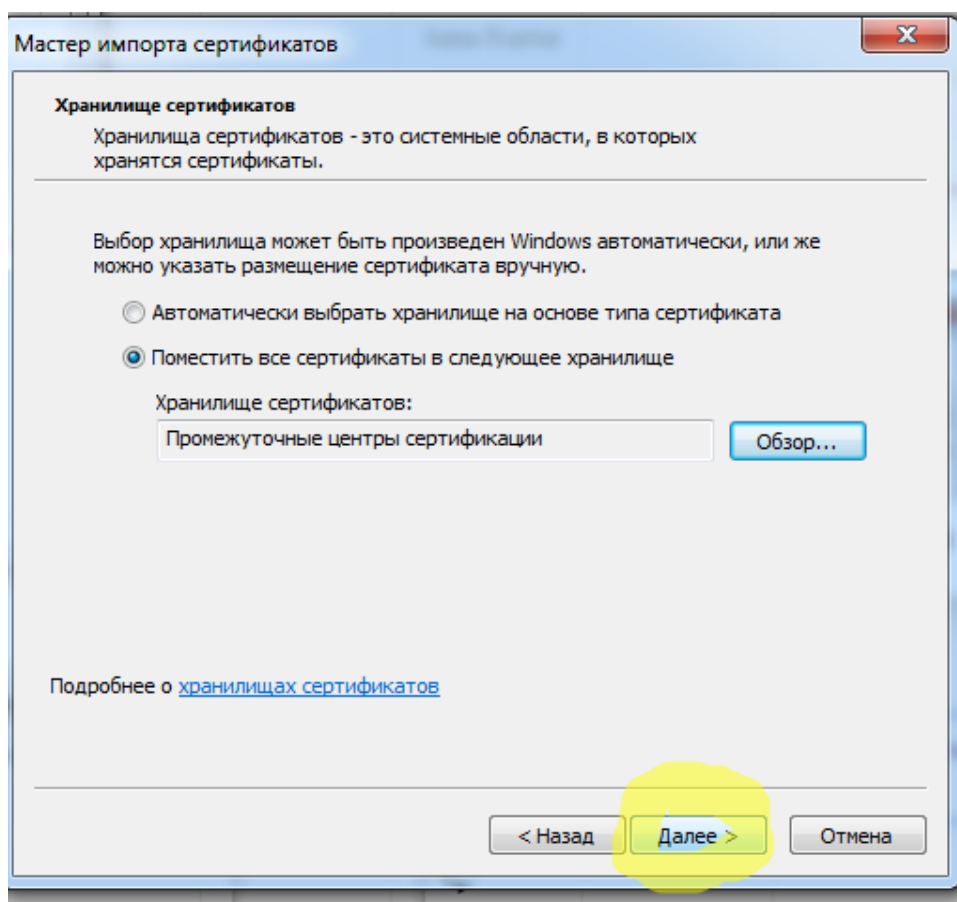 Мастер импорта сертификатов
Хранилище сертификатов
Хранилища сертификатов - это системные области, в которых
хранятся сертификаты.
Выбор хранилища может быть произведен Windows автоматически, или же
можно указать размещение сертификата вручную.
Автоматически выбрать хранилище на основе типа сертификата
Поместить все сертификаты в следующее хранилище
Хранилище сертификатов:
Промежуточные центры сертификации
Обзор...
Подробнее о хранилищах сертификатов
< Назад
Далее >
Отмена